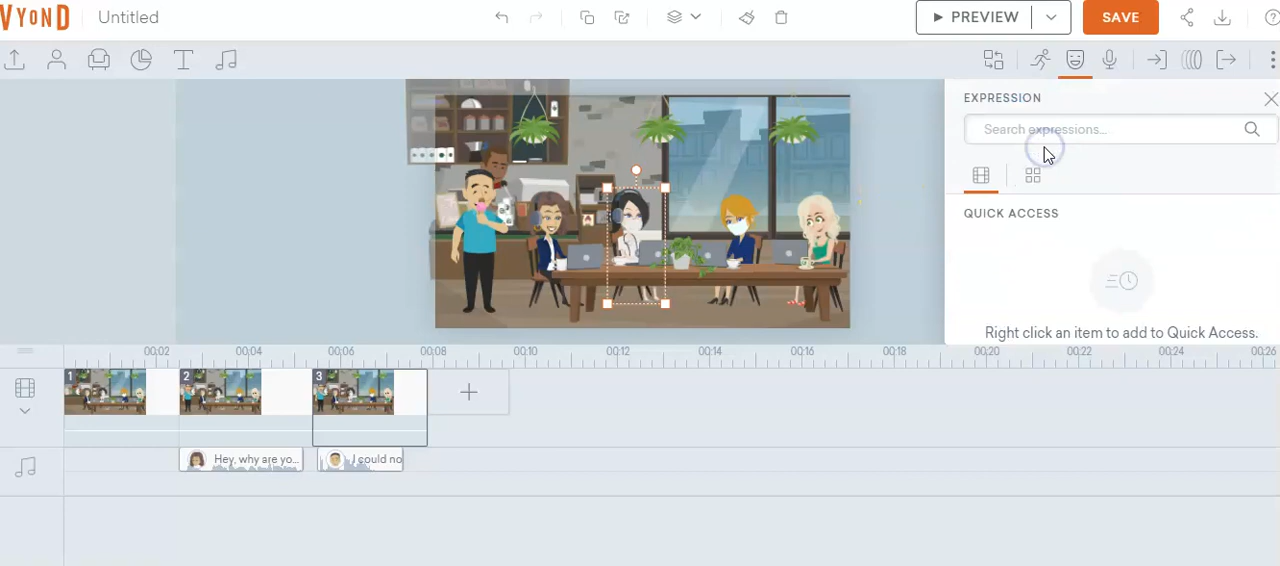 VYOND
Untitled
PREVIEW
SAVE
EXPRESSION
Search expressions...
QUICK ACCESS
Right click an item to add to Quick Access.
00:02 00:04 00:06 00:08 00:10 00:12 00:14 00:16 00:18 00:20 00:22 00:24 00:26
1 2 3
Hey, why are yo... I could no